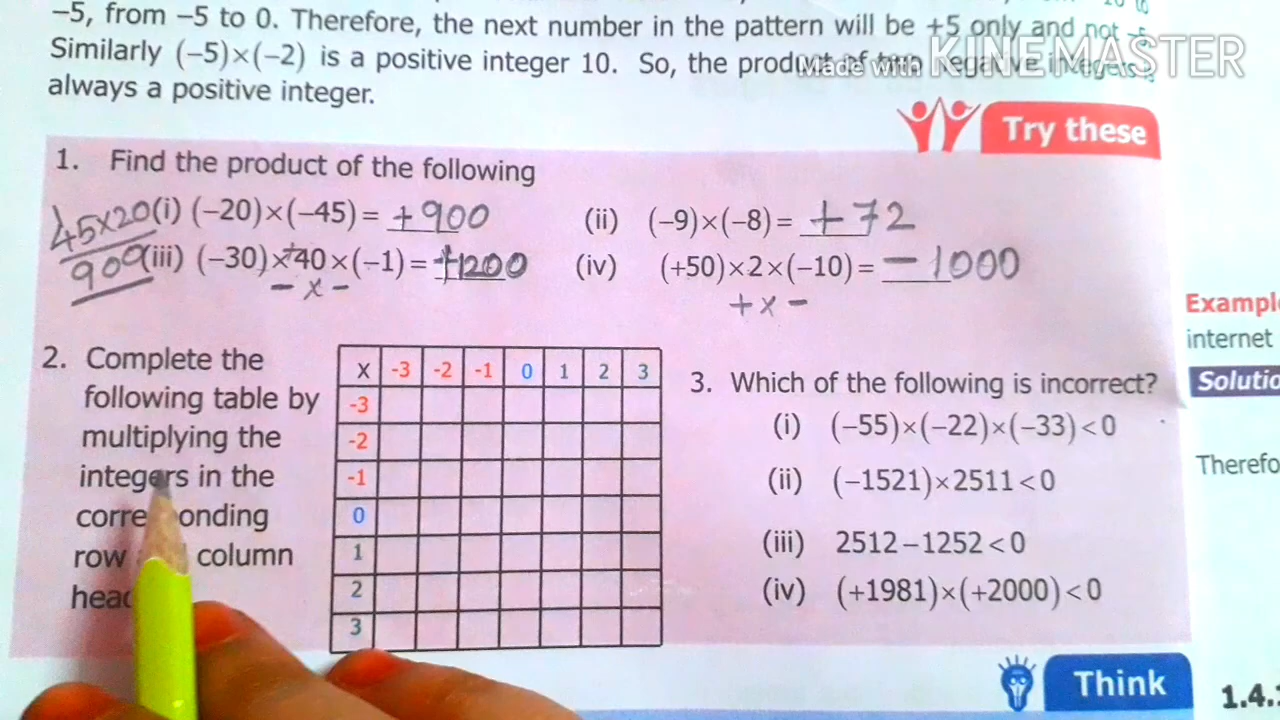 −5, from −5 to 0. Therefore, the next number in the pattern will be +5 only and not −5.
Similarly (−5)×(−2) is a positive integer 10. So, the product of two negative integers is
always a positive integer.
Made with KINEMASTER
Try these
1. Find the product of the following
45×20 (i) (−20)×(−45) = +900 (ii) (−9)×(−8) = +72
900 (iii) (−30)×+40×(−1) = +1200 (iv) (+50)×2×(−10) = −1000
− × − + × −
2. Complete the
following table by
multiplying the
integers in the
corre onding
row column
head
X -3 -2 -1 0 1 2 3
-3
-2
-1
0
1
2
3
3. Which of the following is incorrect?
(i) (−55)×(−22)×(−33)<0
(ii) (−1521)×2511<0
(iii) 2512−1252<0
(iv) (+1981)×(+2000)<0
Think
Exampl
internet
Solutio
Therefo
1.4.